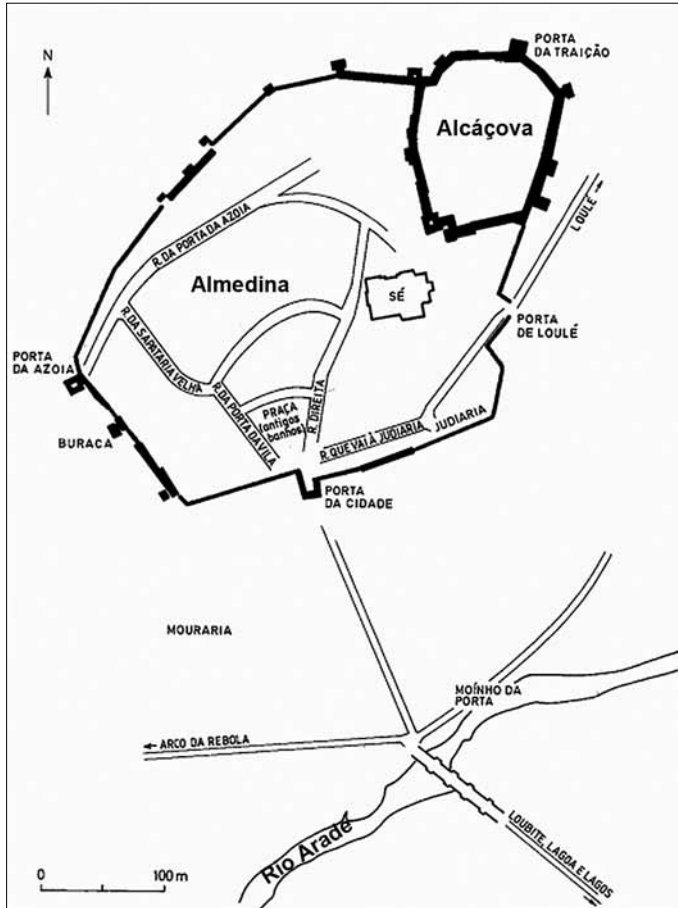 N
PORTA
DA TRAIÇÃO
Alcáçova
LOULÉ
R. DA PORTA DA AZOIA
Almedina
SÉ
PORTA
DE LOULÉ
R. DA SAPATARIA VELHA
PORTA
DA AZOIA
R. DA PORTA DA VILA
PRAÇA
(antigos
banhos)
R. DIREITA
BURACA
R. QUE VAI À JUDIARIA
JUDIARIA
PORTA
DA CIDADE
MOURARIA
MOÍNHO DA
PORTA
ARCO DA REBOLA
LOUBITE, LAGOA E LAGOS
Rio Arade
0 100 m